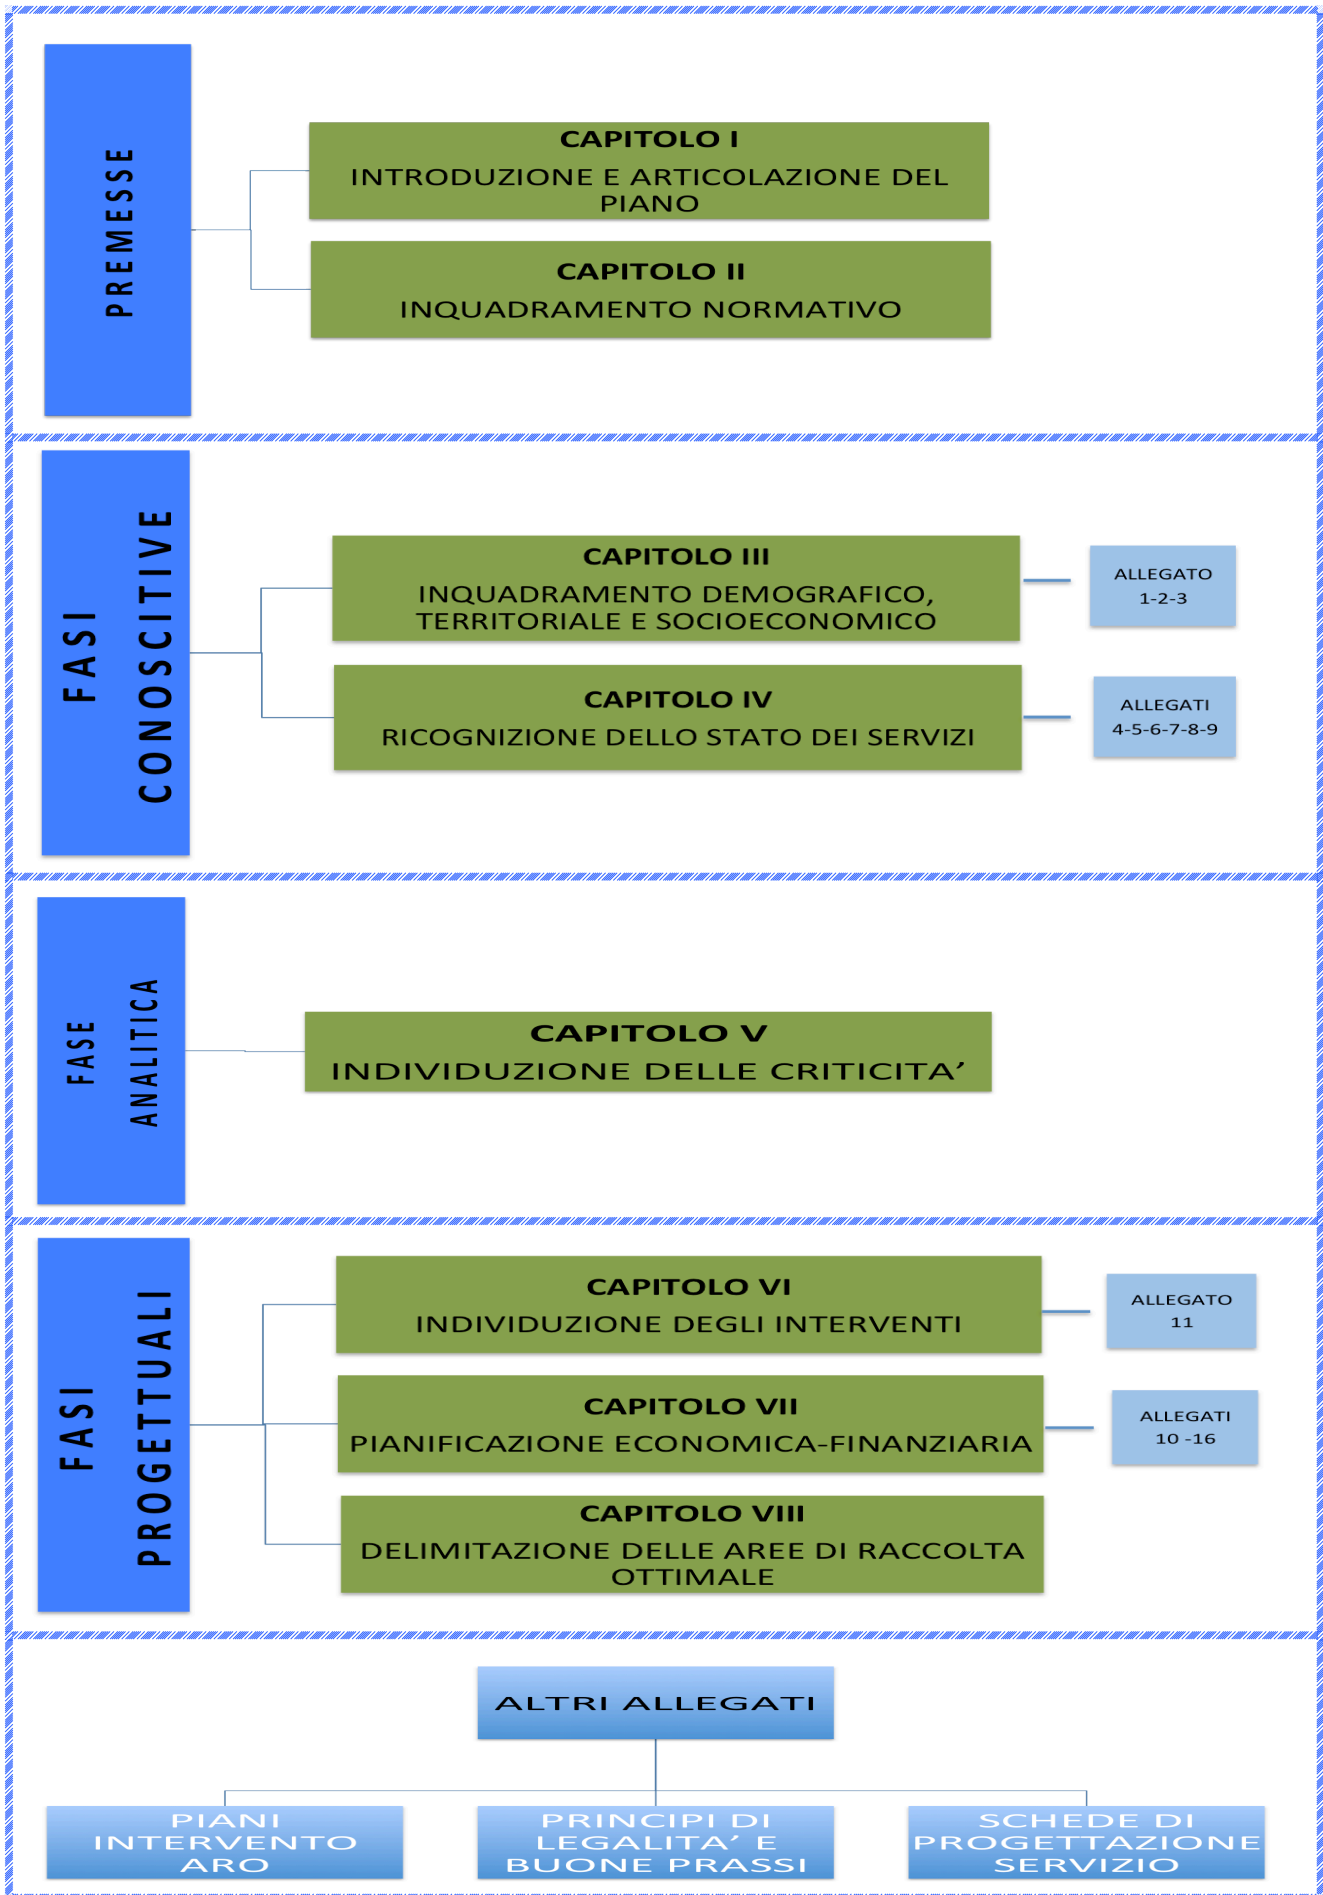 PREMESSE
CAPITOLO I
INTRODUZIONE E ARTICOLAZIONE DEL
PIANO
CAPITOLO II
INQUADRAMENTO NORMATIVO
FASI
CONOSCITIVE
CAPITOLO III
INQUADRAMENTO DEMOGRAFICO,
TERRITORIALE E SOCIOECONOMICO
ALLEGATO
1-2-3
CAPITOLO IV
RICOGNIZIONE DELLO STATO DEI SERVIZI
ALLEGATI
4-5-6-7-8-9
FASE
ANALITICA
CAPITOLO V
INDIVIDUZIONE DELLE CRITICITA’
FASI
PROGETTUALI
CAPITOLO VI
INDIVIDUZIONE DEGLI INTERVENTI
ALLEGATO
11
CAPITOLO VII
PIANIFICAZIONE ECONOMICA-FINANZIARIA
ALLEGATI
10 -16
CAPITOLO VIII
DELIMITAZIONE DELLE AREE DI RACCOLTA
OTTIMALE
ALTRI ALLEGATI
PIANI
INTERVENTO
ARO
PRINCIPI DI
LEGALITA’ E
BUONE PRASSI
SCHEDE DI
PROGETTAZIONE
SERVIZIO